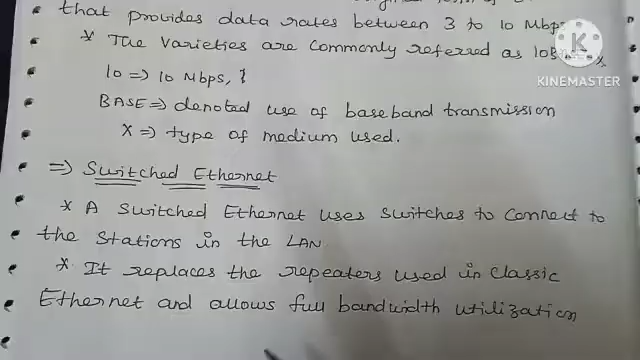 that provides data rates between 3 to 10 Mbps
* The Varieties are commonly referred as
10 => 10 Mbps,
BASE => denoted use of baseband transmission
X => type of medium used.
=> Switched Ethernet
* A Switched Ethernet uses switches to connect to
the stations in the LAN
* It replaces the repeaters used in classic
Ethernet and allows full bandwidth utilization
KINEMASTER